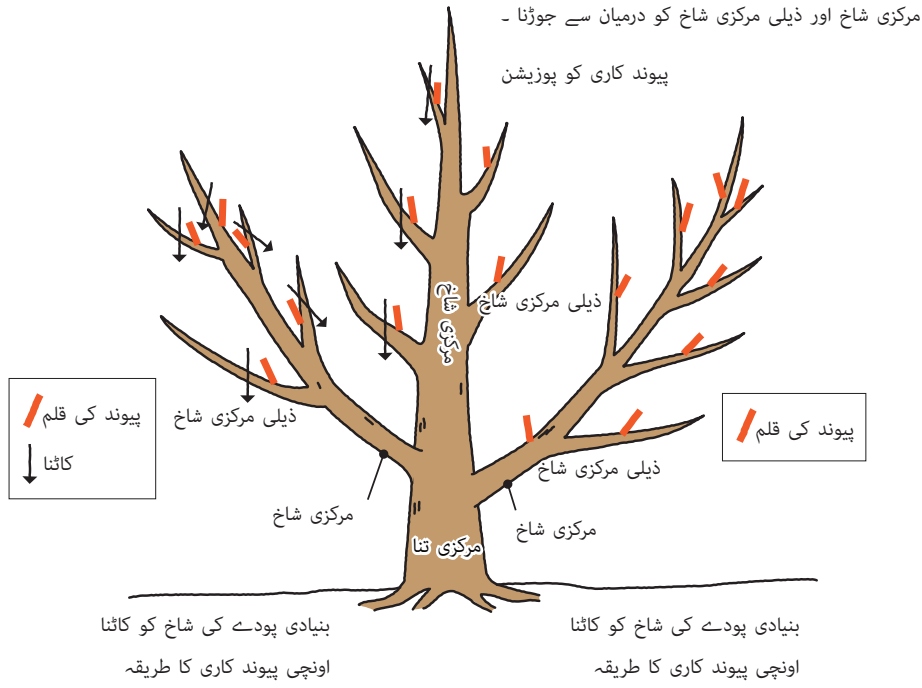 مرکزی شاخ اور ذیلی مرکزی شاخ کو درمیان سے جوڑنا ۔
پیوند کاری کو پوزیشن
مرکزی شاخ
ذیلی مرکزی شاخ
پیوند کی قلم
کاٹنا
ذیلی مرکزی شاخ
پیوند کی قلم
ذیلی مرکزی شاخ
مرکزی شاخ
مرکزی شاخ
مرکزی تنا
بنیادی پودے کی شاخ کو کاٹنا
اونچی پیوند کاری کا طریقہ
بنیادی پودے کی شاخ کو کاٹنا
اونچی پیوند کاری کا طریقہ